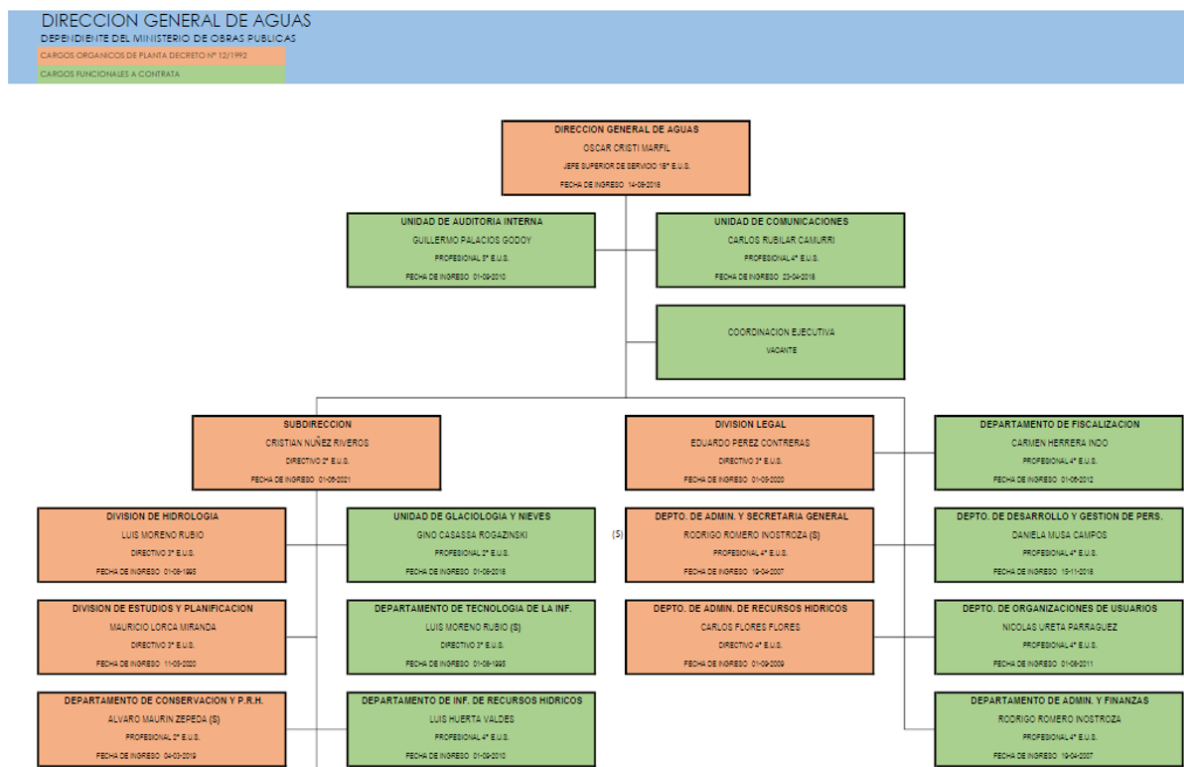 DIRECCION GENERAL DE AGUAS
DEPENDIENTE DEL MINISTERIO DE OBRAS PUBLICAS
CARGOS ORGANICOS DE PLANTA DECRETO Nº 12/1992
CARGOS FUNCIONALES A CONTRATA
DIRECCION GENERAL DE AGUAS
OSCAR CRISTI MARFIL
JEFE SUPERIOR DE SERVICIO 1Bº E.U.S.
FECHA DE INGRESO 14-08-2018
UNIDAD DE AUDITORIA INTERNA
GUILLERMO PALACIOS GODOY
PROFESIONAL 5º E.U.S.
FECHA DE INGRESO 01-09-2010
UNIDAD DE COMUNICACIONES
CARLOS RUBILAR CAMURRI
PROFESIONAL 4º E.U.S.
FECHA DE INGRESO 23-04-2018
COORDINACION EJECUTIVA
VACANTE
SUBDIRECCION
CRISTIAN NUÑEZ RIVEROS
DIRECTIVO 2º E.U.S.
FECHA DE INGRESO 01-06-2021
DIVISION LEGAL
EDUARDO PEREZ CONTRERAS
DIRECTIVO 3º E.U.S.
FECHA DE INGRESO 01-05-2020
DEPARTAMENTO DE FISCALIZACION
CARMEN HERRERA INDO
PROFESIONAL 4º E.U.S.
FECHA DE INGRESO 01-06-2012
DIVISION DE HIDROLOGIA
LUIS MORENO RUBIO
DIRECTIVO 3º E.U.S.
FECHA DE INGRESO 01-08-1995
UNIDAD DE GLACIOLOGIA Y NIEVES
GINO CASASSA ROGAZINSKI
PROFESIONAL 2º E.U.S.
FECHA DE INGRESO 01-08-2018
(S)
DEPTO. DE ADMIN. Y SECRETARIA GENERAL
RODRIGO ROMERO INOSTROZA (S)
PROFESIONAL 4º E.U.S.
FECHA DE INGRESO 19-04-2007
DEPTO. DE DESARROLLO Y GESTION DE PERS.
DANIELA MUSA CAMPOS
PROFESIONAL 4º E.U.S.
FECHA DE INGRESO 15-11-2018
DIVISION DE ESTUDIOS Y PLANIFICACION
MAURICIO LORCA MIRANDA
DIRECTIVO 3º E.U.S.
FECHA DE INGRESO 11-05-2020
DEPARTAMENTO DE TECNOLOGIA DE LA INF.
LUIS MORENO RUBIO (S)
DIRECTIVO 3º E.U.S.
FECHA DE INGRESO 01-08-1995
DEPTO. DE ADMIN. DE RECURSOS HIDRICOS
CARLOS FLORES FLORES
DIRECTIVO 4º E.U.S.
FECHA DE INGRESO 01-09-2009
DEPTO. DE ORGANIZACIONES DE USUARIOS
NICOLAS URETA PARRAGUEZ
PROFESIONAL 4º E.U.S.
FECHA DE INGRESO 01-08-2011
DEPARTAMENTO DE CONSERVACION Y P.R.H.
ALVARO MAURIN ZEPEDA (S)
PROFESIONAL 2º E.U.S.
FECHA DE INGRESO 04-03-2019
DEPARTAMENTO DE INF. DE RECURSOS HIDRICOS
LUIS HUERTA VALDES
PROFESIONAL 4º E.U.S.
FECHA DE INGRESO 01-09-2010
DEPARTAMENTO DE ADMIN. Y FINANZAS
RODRIGO ROMERO INOSTROZA
PROFESIONAL 4º E.U.S.
FECHA DE INGRESO 19-04-2007